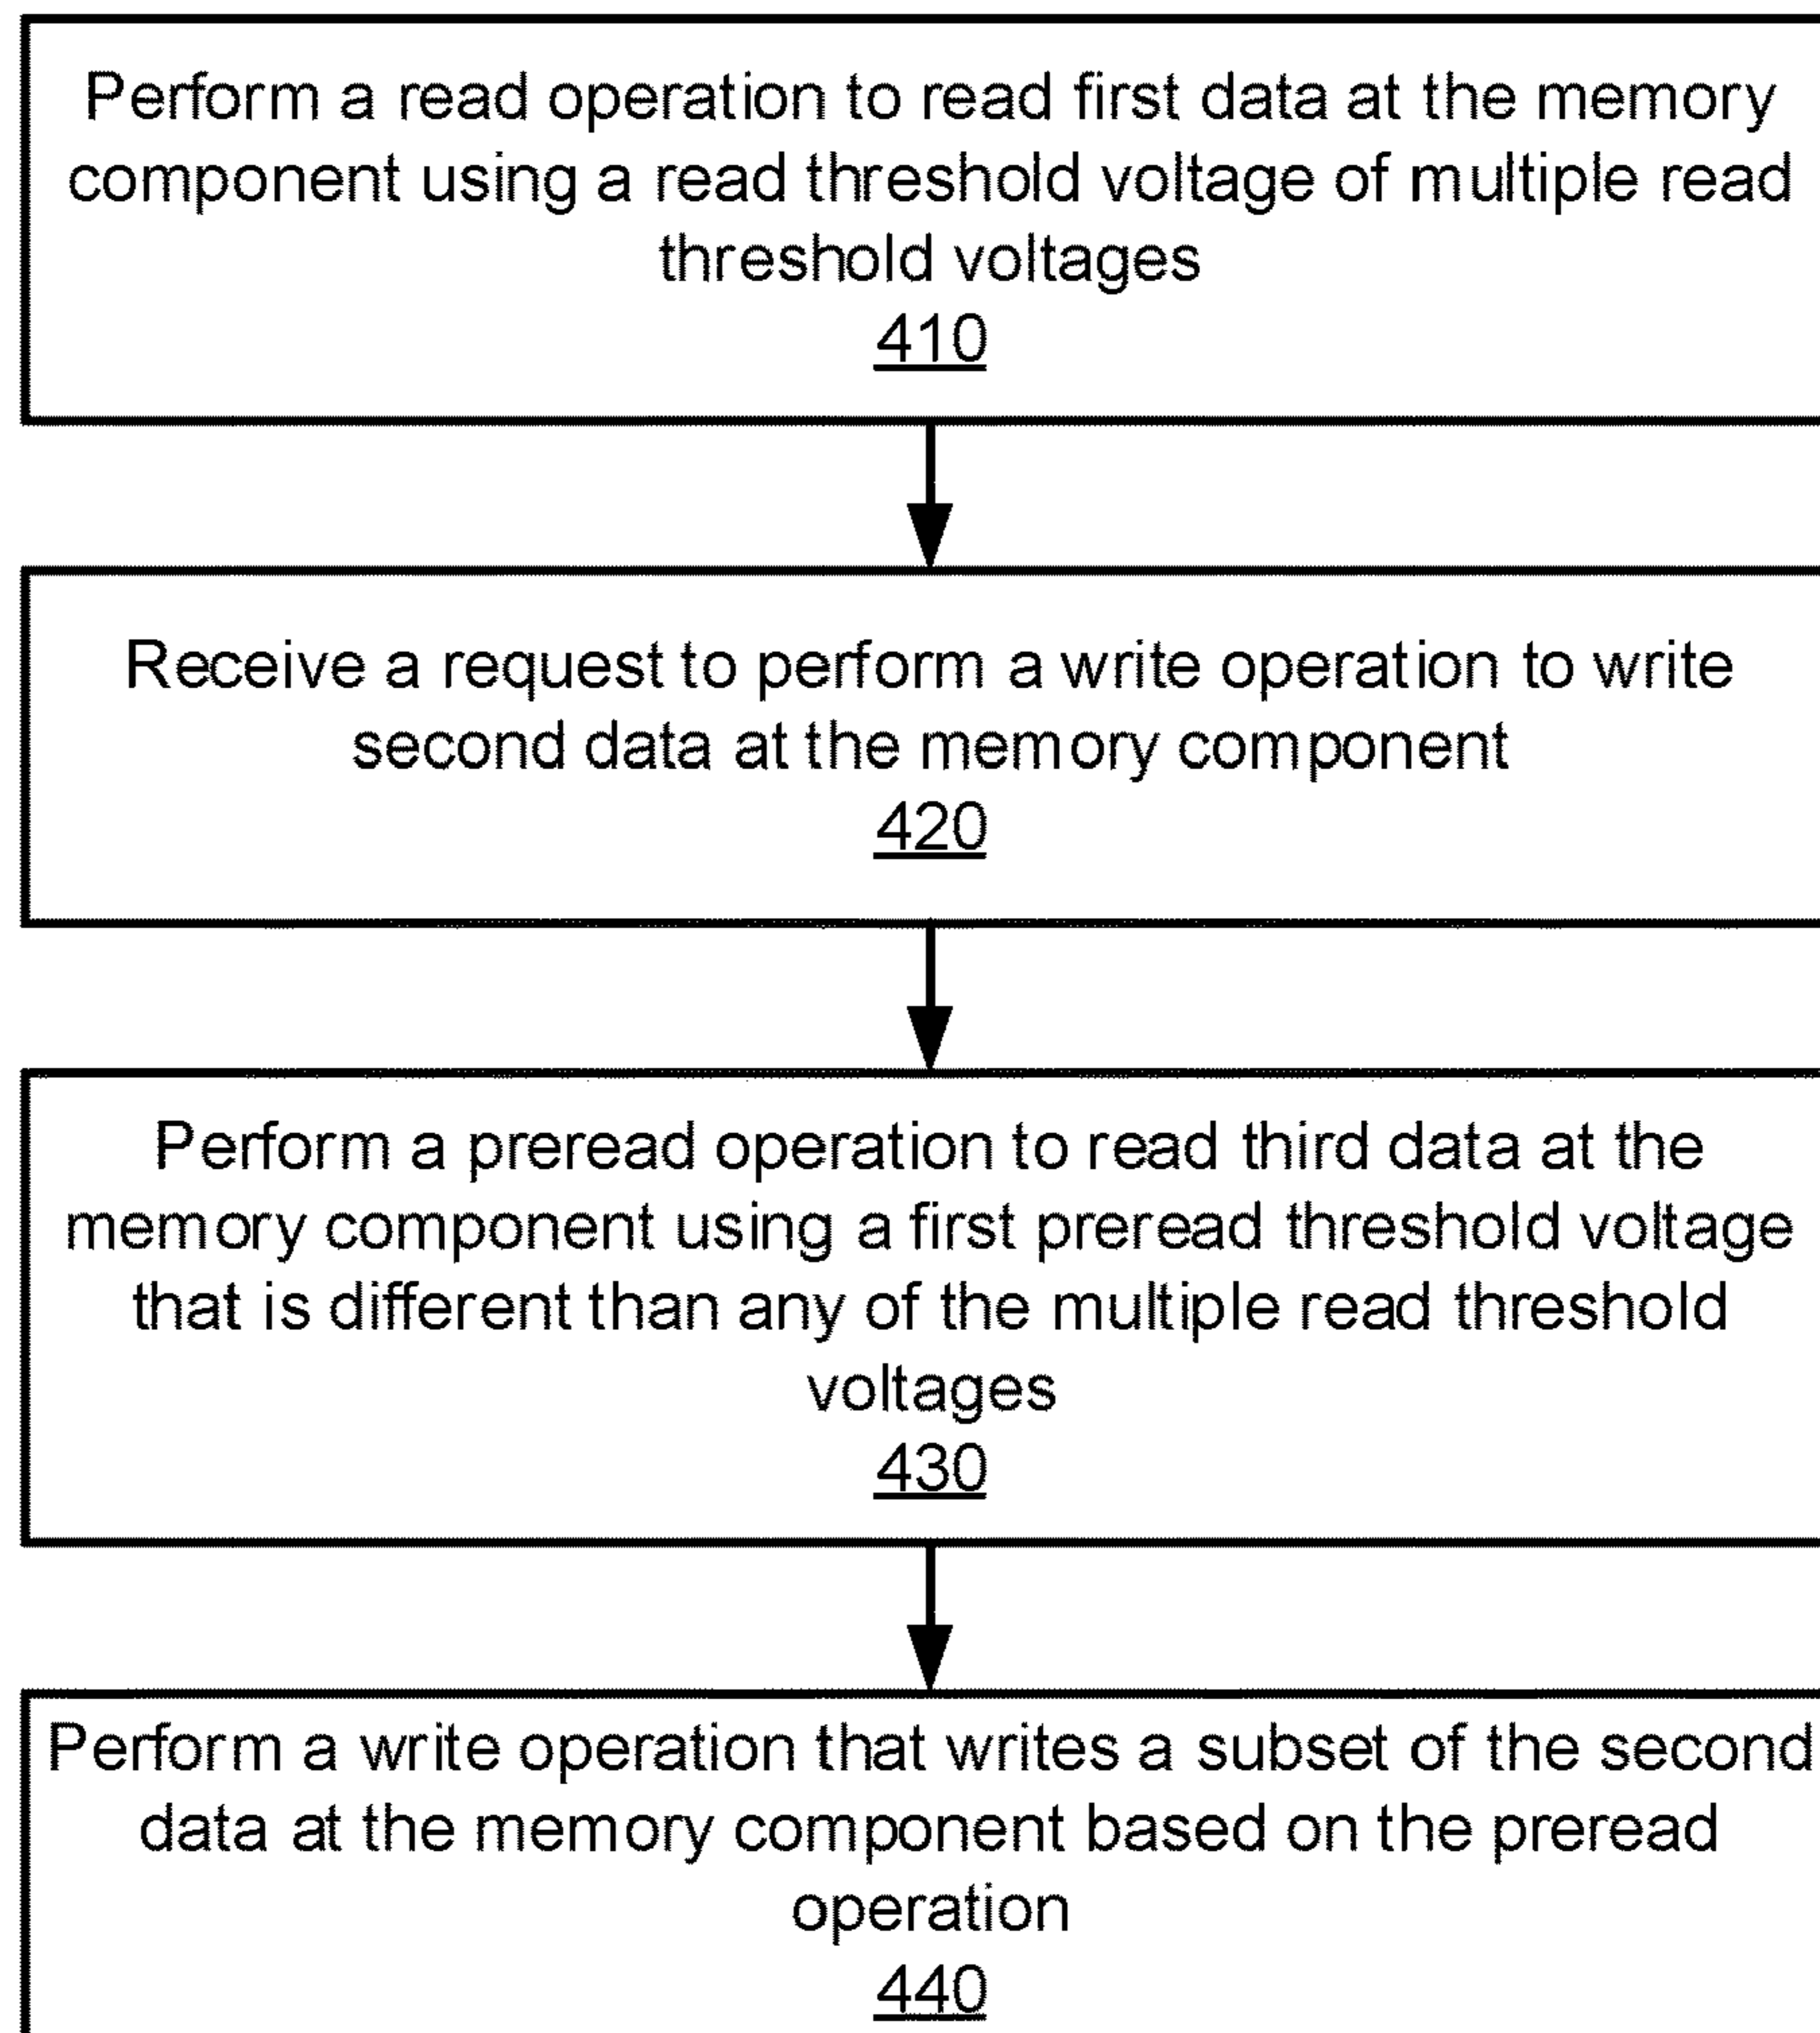 Perform a read operation to read first data at the memory
component using a read threshold voltage of multiple read
threshold voltages
410
Receive a request to perform a write operation to write
second data at the memory component
420
Perform a preread operation to read third data at the
memory component using a first preread threshold voltage
that is different than any of the multiple read threshold
voltages
430
Perform a write operation that writes a subset of the second
data at the memory component based on the preread
operation
440